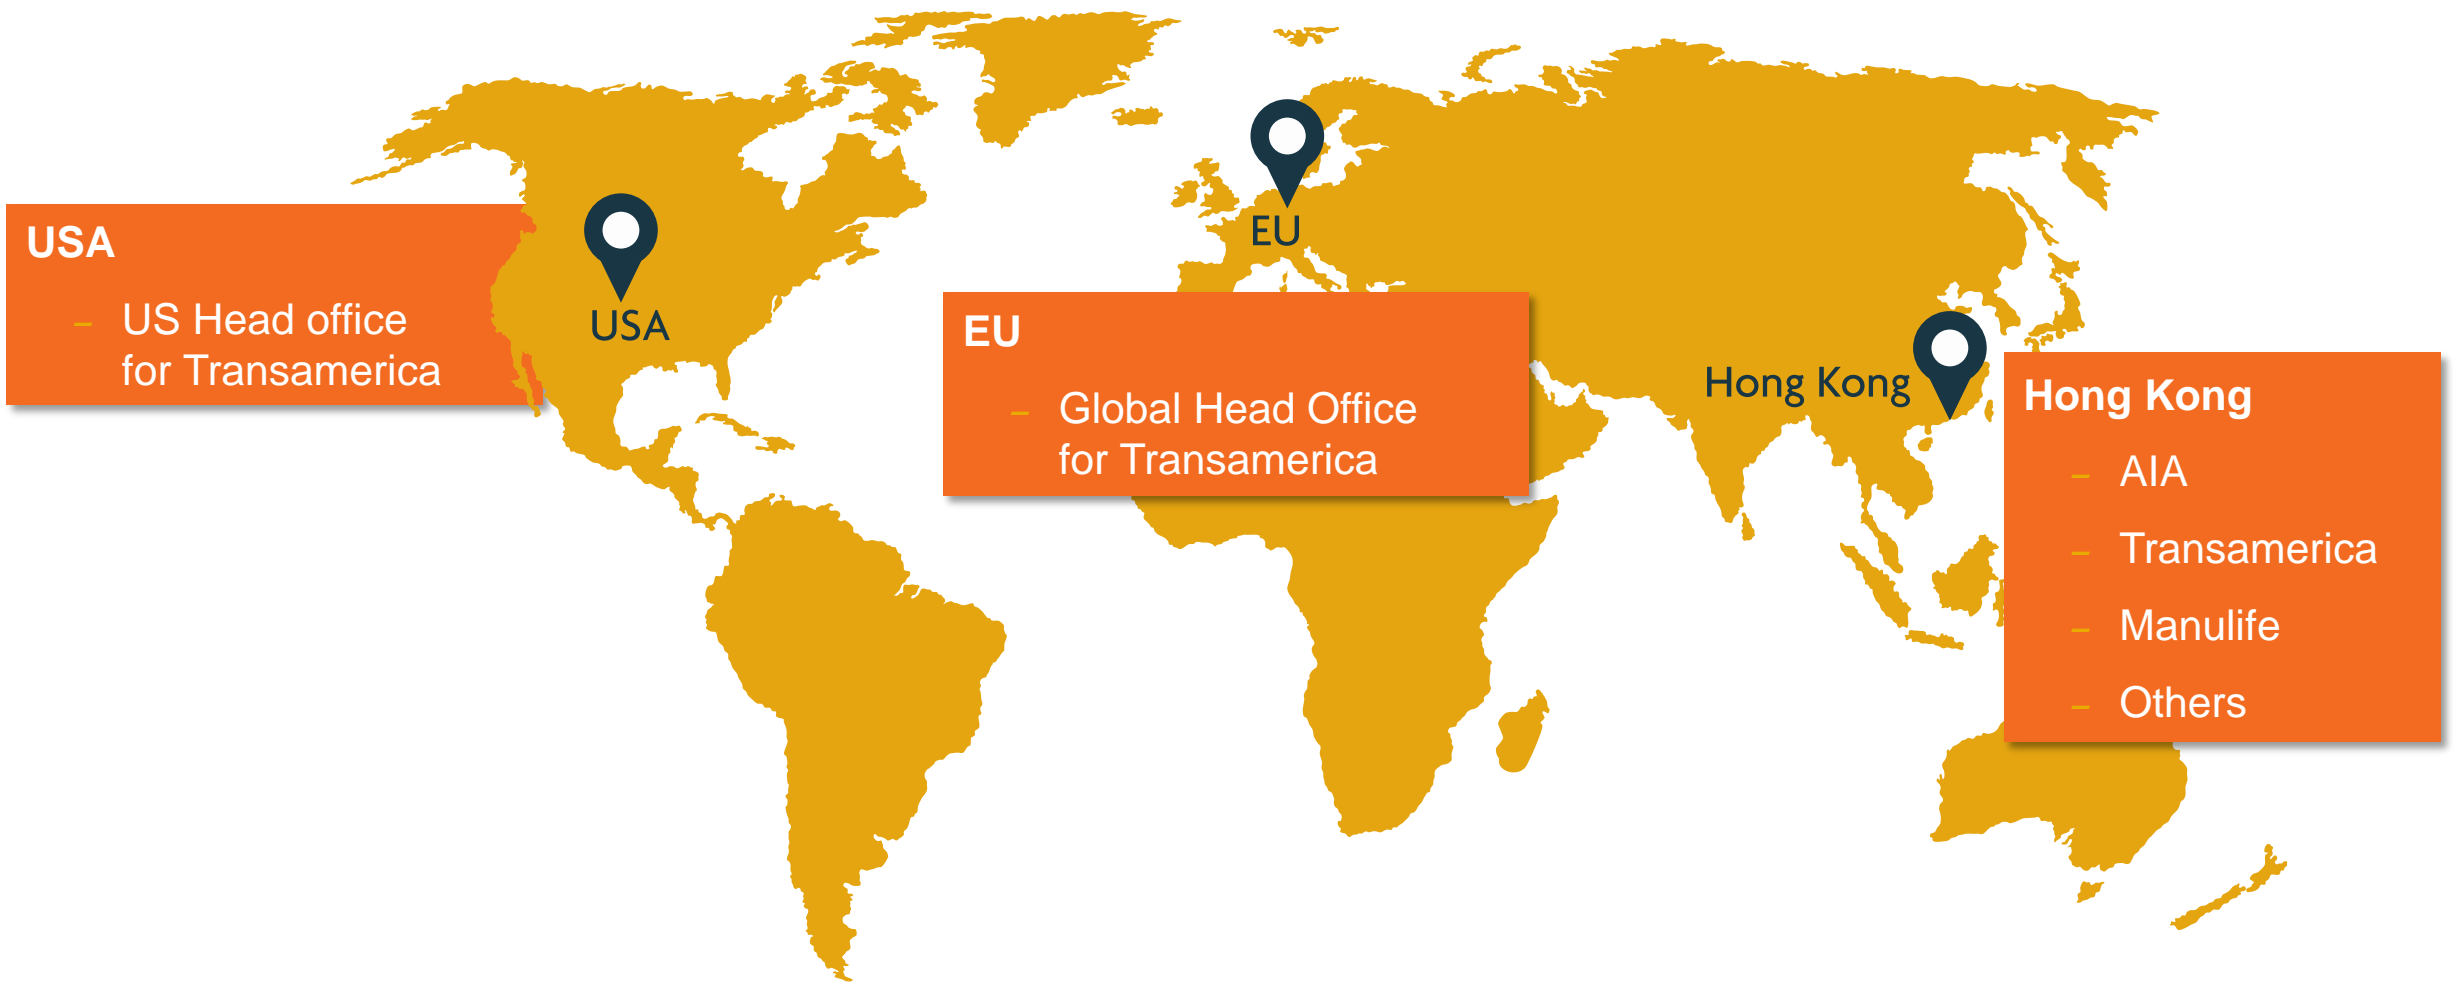 USA
– US Head office
for Transamerica
USA
EU
EU
– Global Head Office
for Transamerica
Hong Kong
Hong Kong
– AIA
– Transamerica
– Manulife
– Others